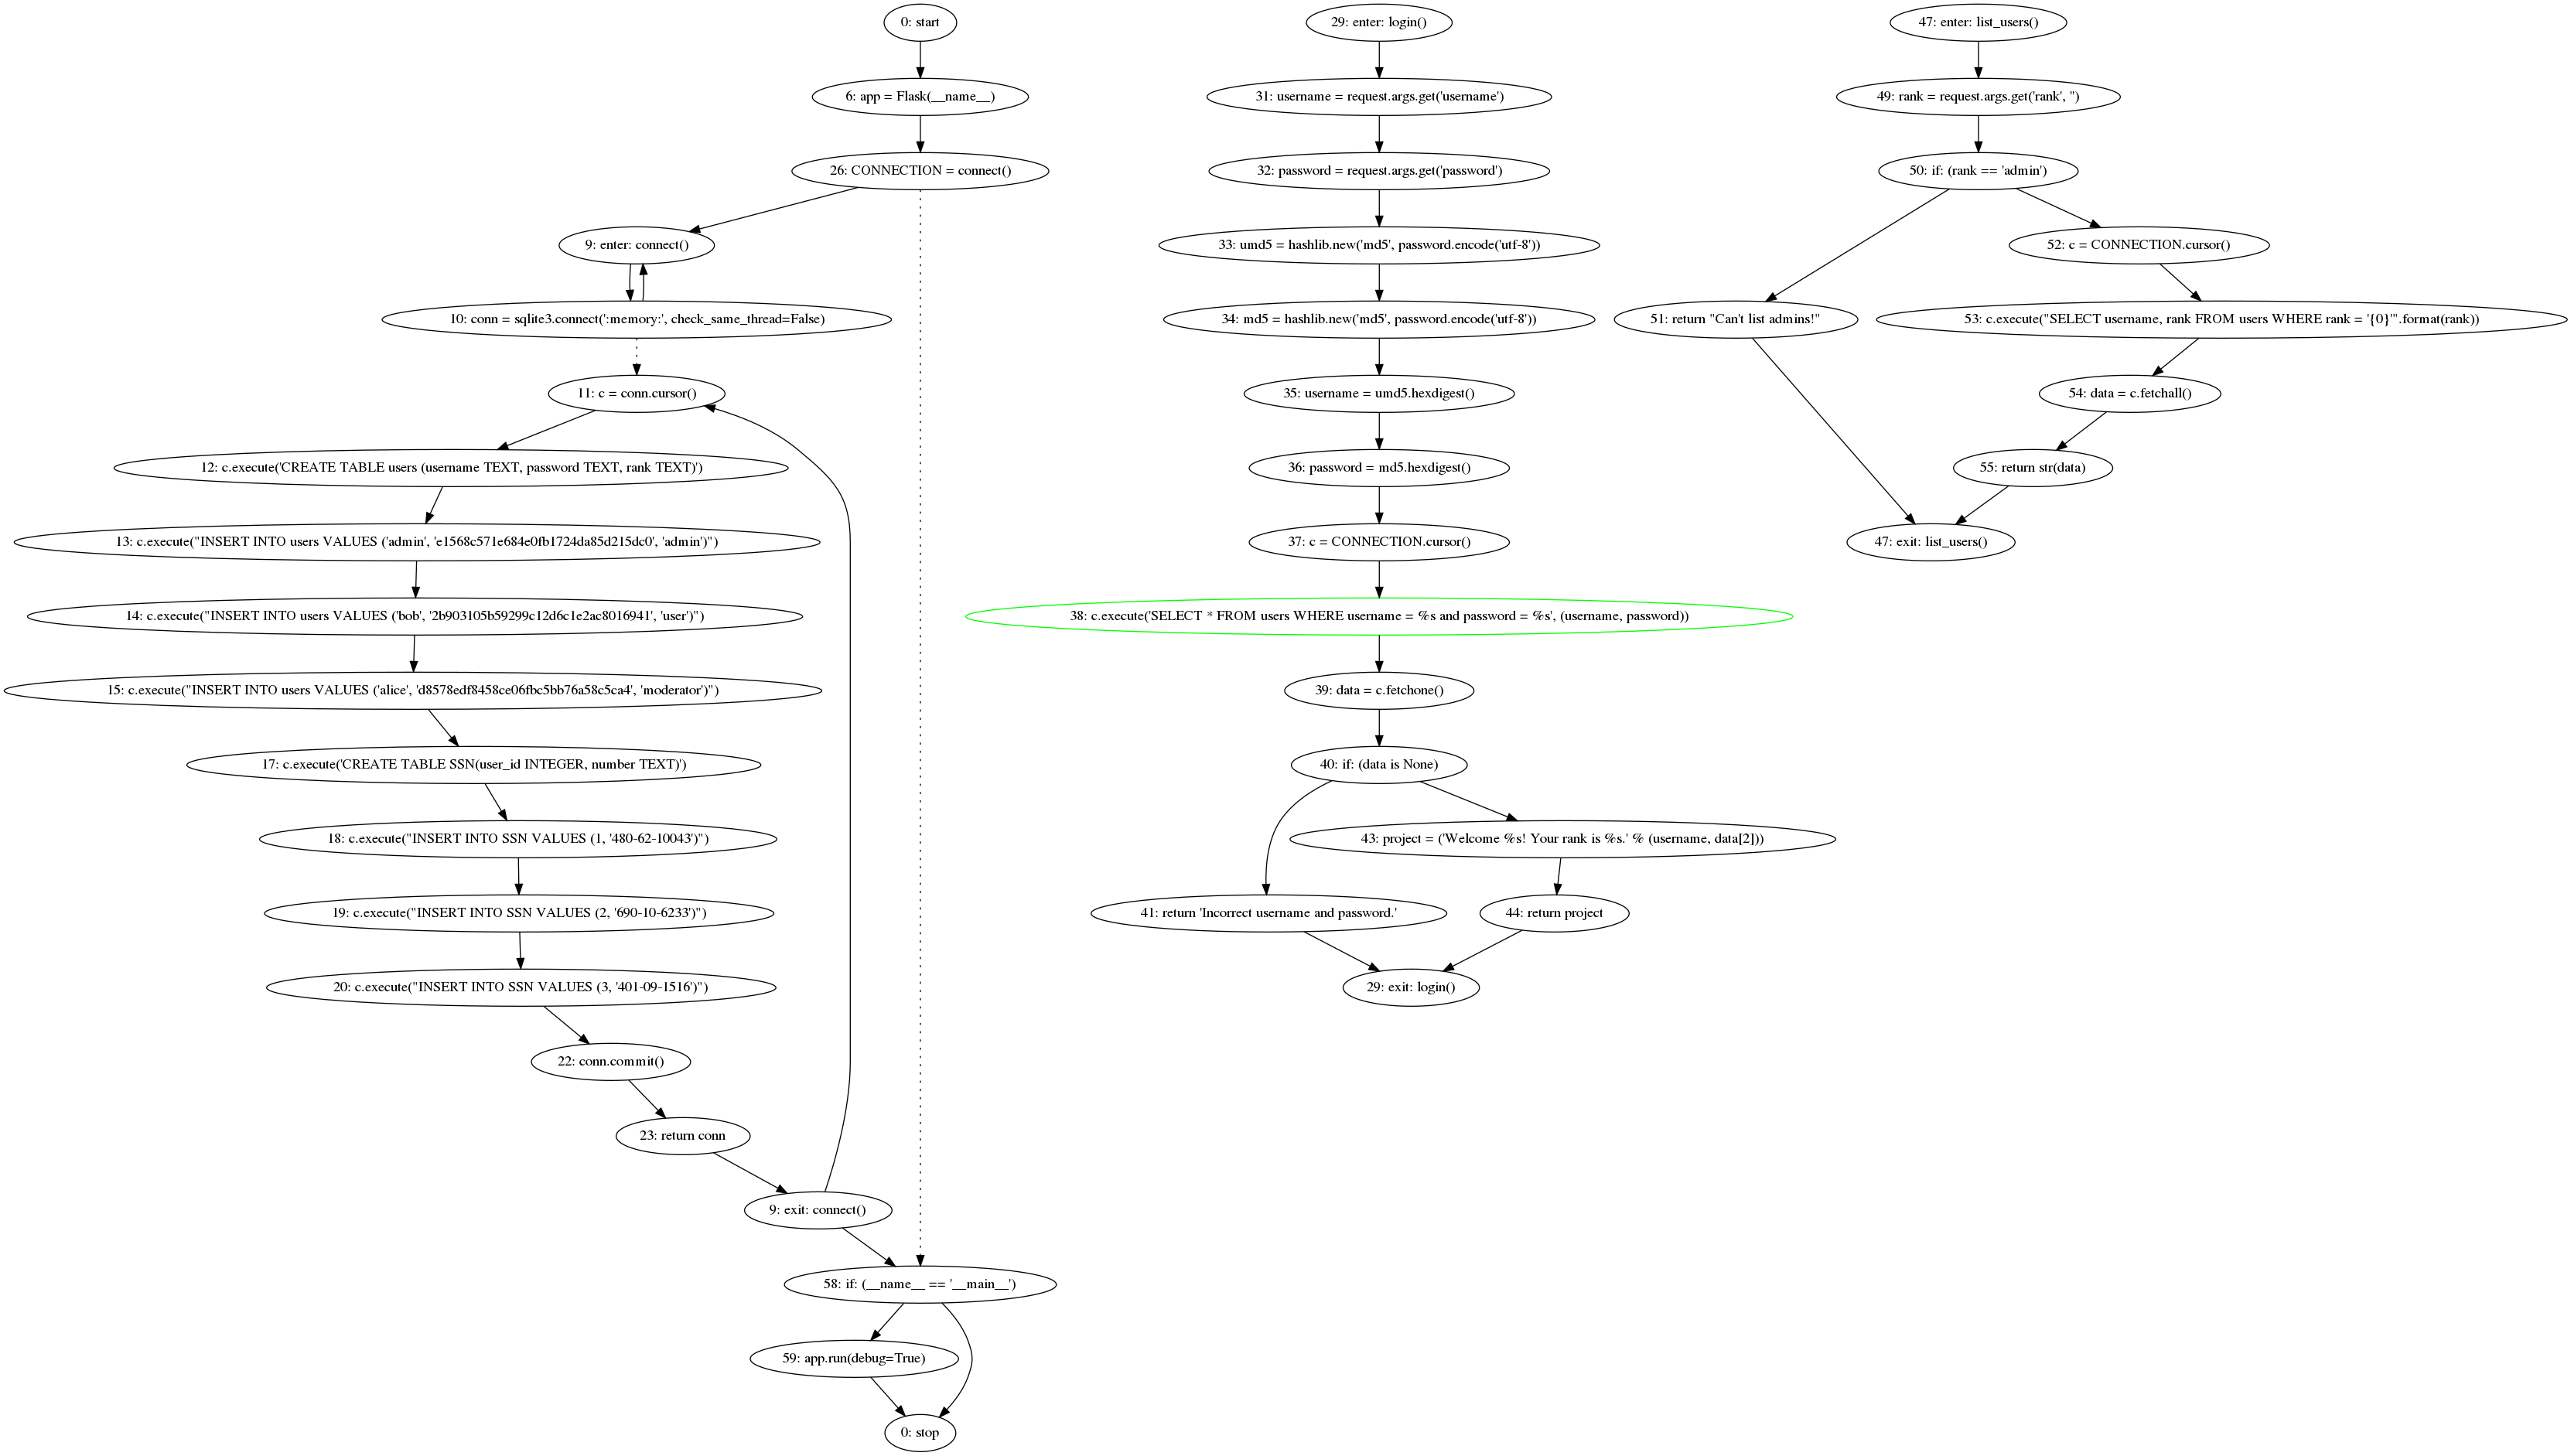 0: start
6: app = Flask(__name__)
26: CONNECTION = connect()
9: enter: connect()
10: conn = sqlite3.connect(':memory:', check_same_thread=False)
11: c = conn.cursor()
12: c.execute('CREATE TABLE users (username TEXT, password TEXT, rank TEXT)')
13: c.execute("INSERT INTO users VALUES ('admin', 'e1568c571e684e0fb1724da85d215dc0', 'admin')")
14: c.execute("INSERT INTO users VALUES ('bob', '2b903105b59299c12d6c1e2ac8016941', 'user')")
15: c.execute("INSERT INTO users VALUES ('alice', 'd8578edf8458ce06fbc5bb76a58c5ca4', 'moderator')")
17: c.execute('CREATE TABLE SSN(user_id INTEGER, number TEXT)')
18: c.execute("INSERT INTO SSN VALUES (1, '480-62-10043')")
19: c.execute("INSERT INTO SSN VALUES (2, '690-10-6233')")
20: c.execute("INSERT INTO SSN VALUES (3, '401-09-1516')")
22: conn.commit()
23: return conn
9: exit: connect()
58: if: (__name__ == '__main__')
59: app.run(debug=True)
0: stop
29: enter: login()
31: username = request.args.get('username')
32: password = request.args.get('password')
33: umd5 = hashlib.new('md5', password.encode('utf-8'))
34: md5 = hashlib.new('md5', password.encode('utf-8'))
35: username = umd5.hexdigest()
36: password = md5.hexdigest()
37: c = CONNECTION.cursor()
38: c.execute('SELECT * FROM users WHERE username = %s and password = %s', (username, password))
39: data = c.fetchone()
40: if: (data is None)
43: project = ('Welcome %s! Your rank is %s.' % (username, data[2]))
41: return 'Incorrect username and password.'
44: return project
29: exit: login()
47: enter: list_users()
49: rank = request.args.get('rank', '')
50: if: (rank == 'admin')
52: c = CONNECTION.cursor()
51: return "Can't list admins!"
53: c.execute("SELECT username, rank FROM users WHERE rank = '{0}'".format(rank))
54: data = c.fetchall()
55: return str(data)
47: exit: list_users()